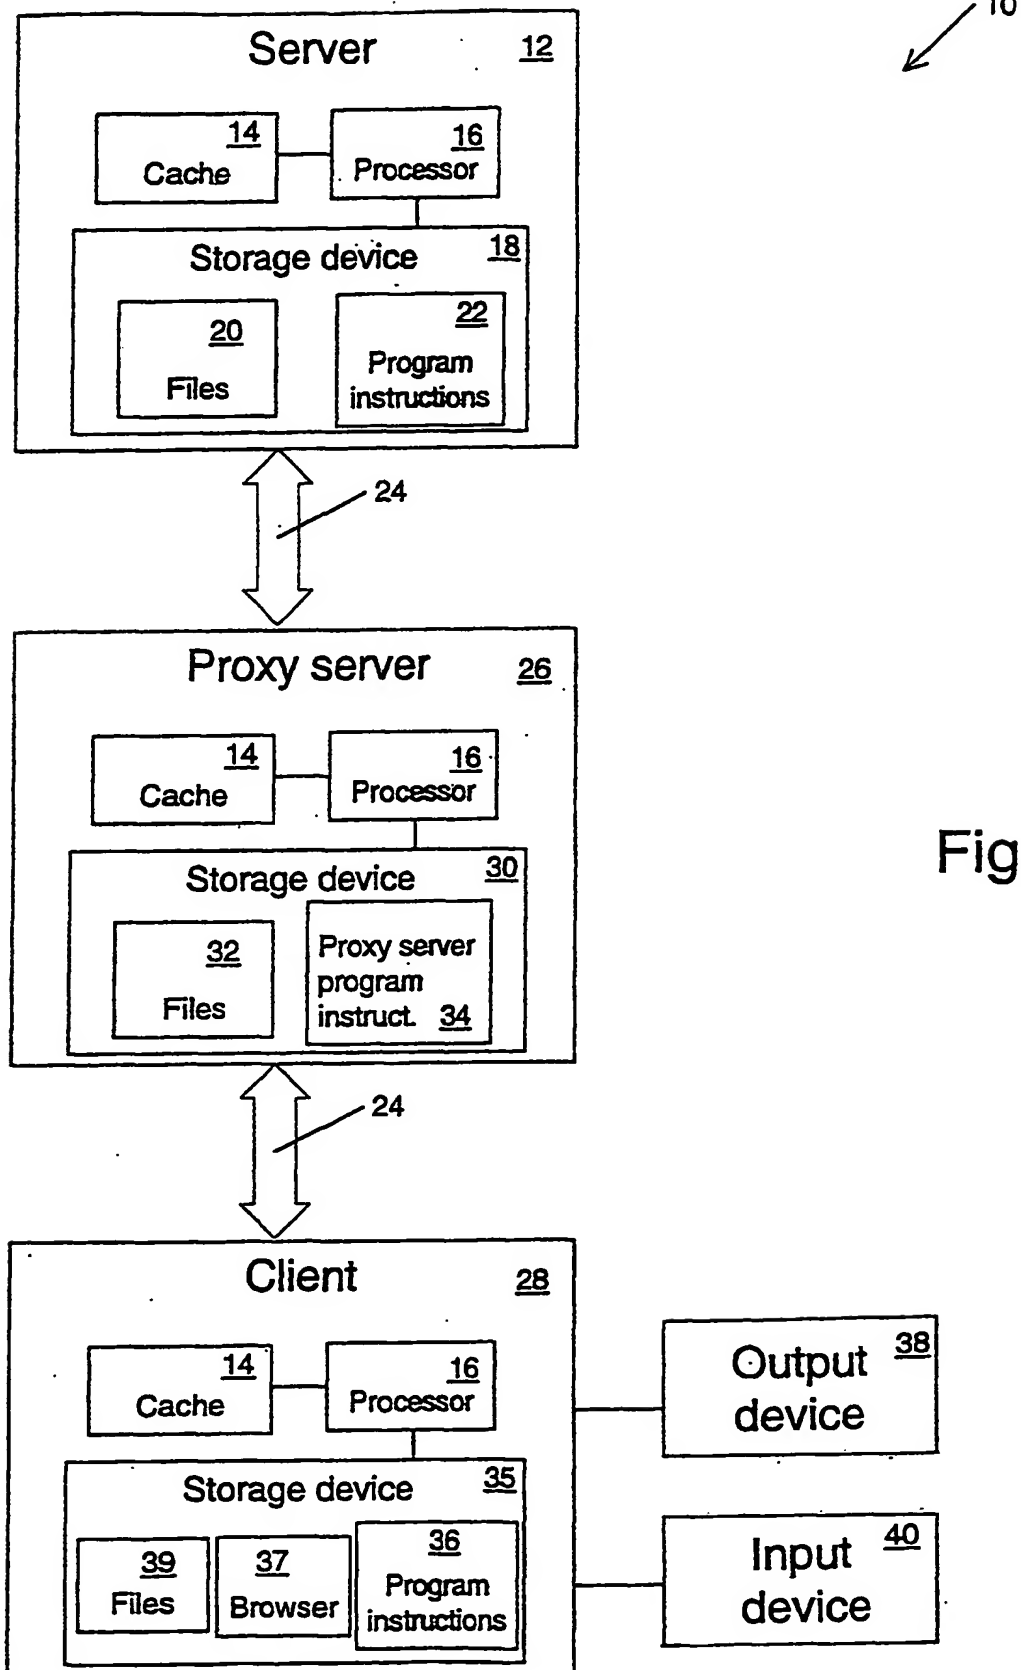 10
Server 12
14
Cache
16
Processor
Storage device 18
20
Files
22
Program
instructions
24
Proxy server 26
14
Cache
16
Processor
Storage device 30
32
Files
Proxy server
program
instruct. 34
Fig
24
Client 28
14
Cache
16
Processor
Storage device 35
39
Files
37
Browser
36
Program
instructions
Output 38
device
Input 40
device